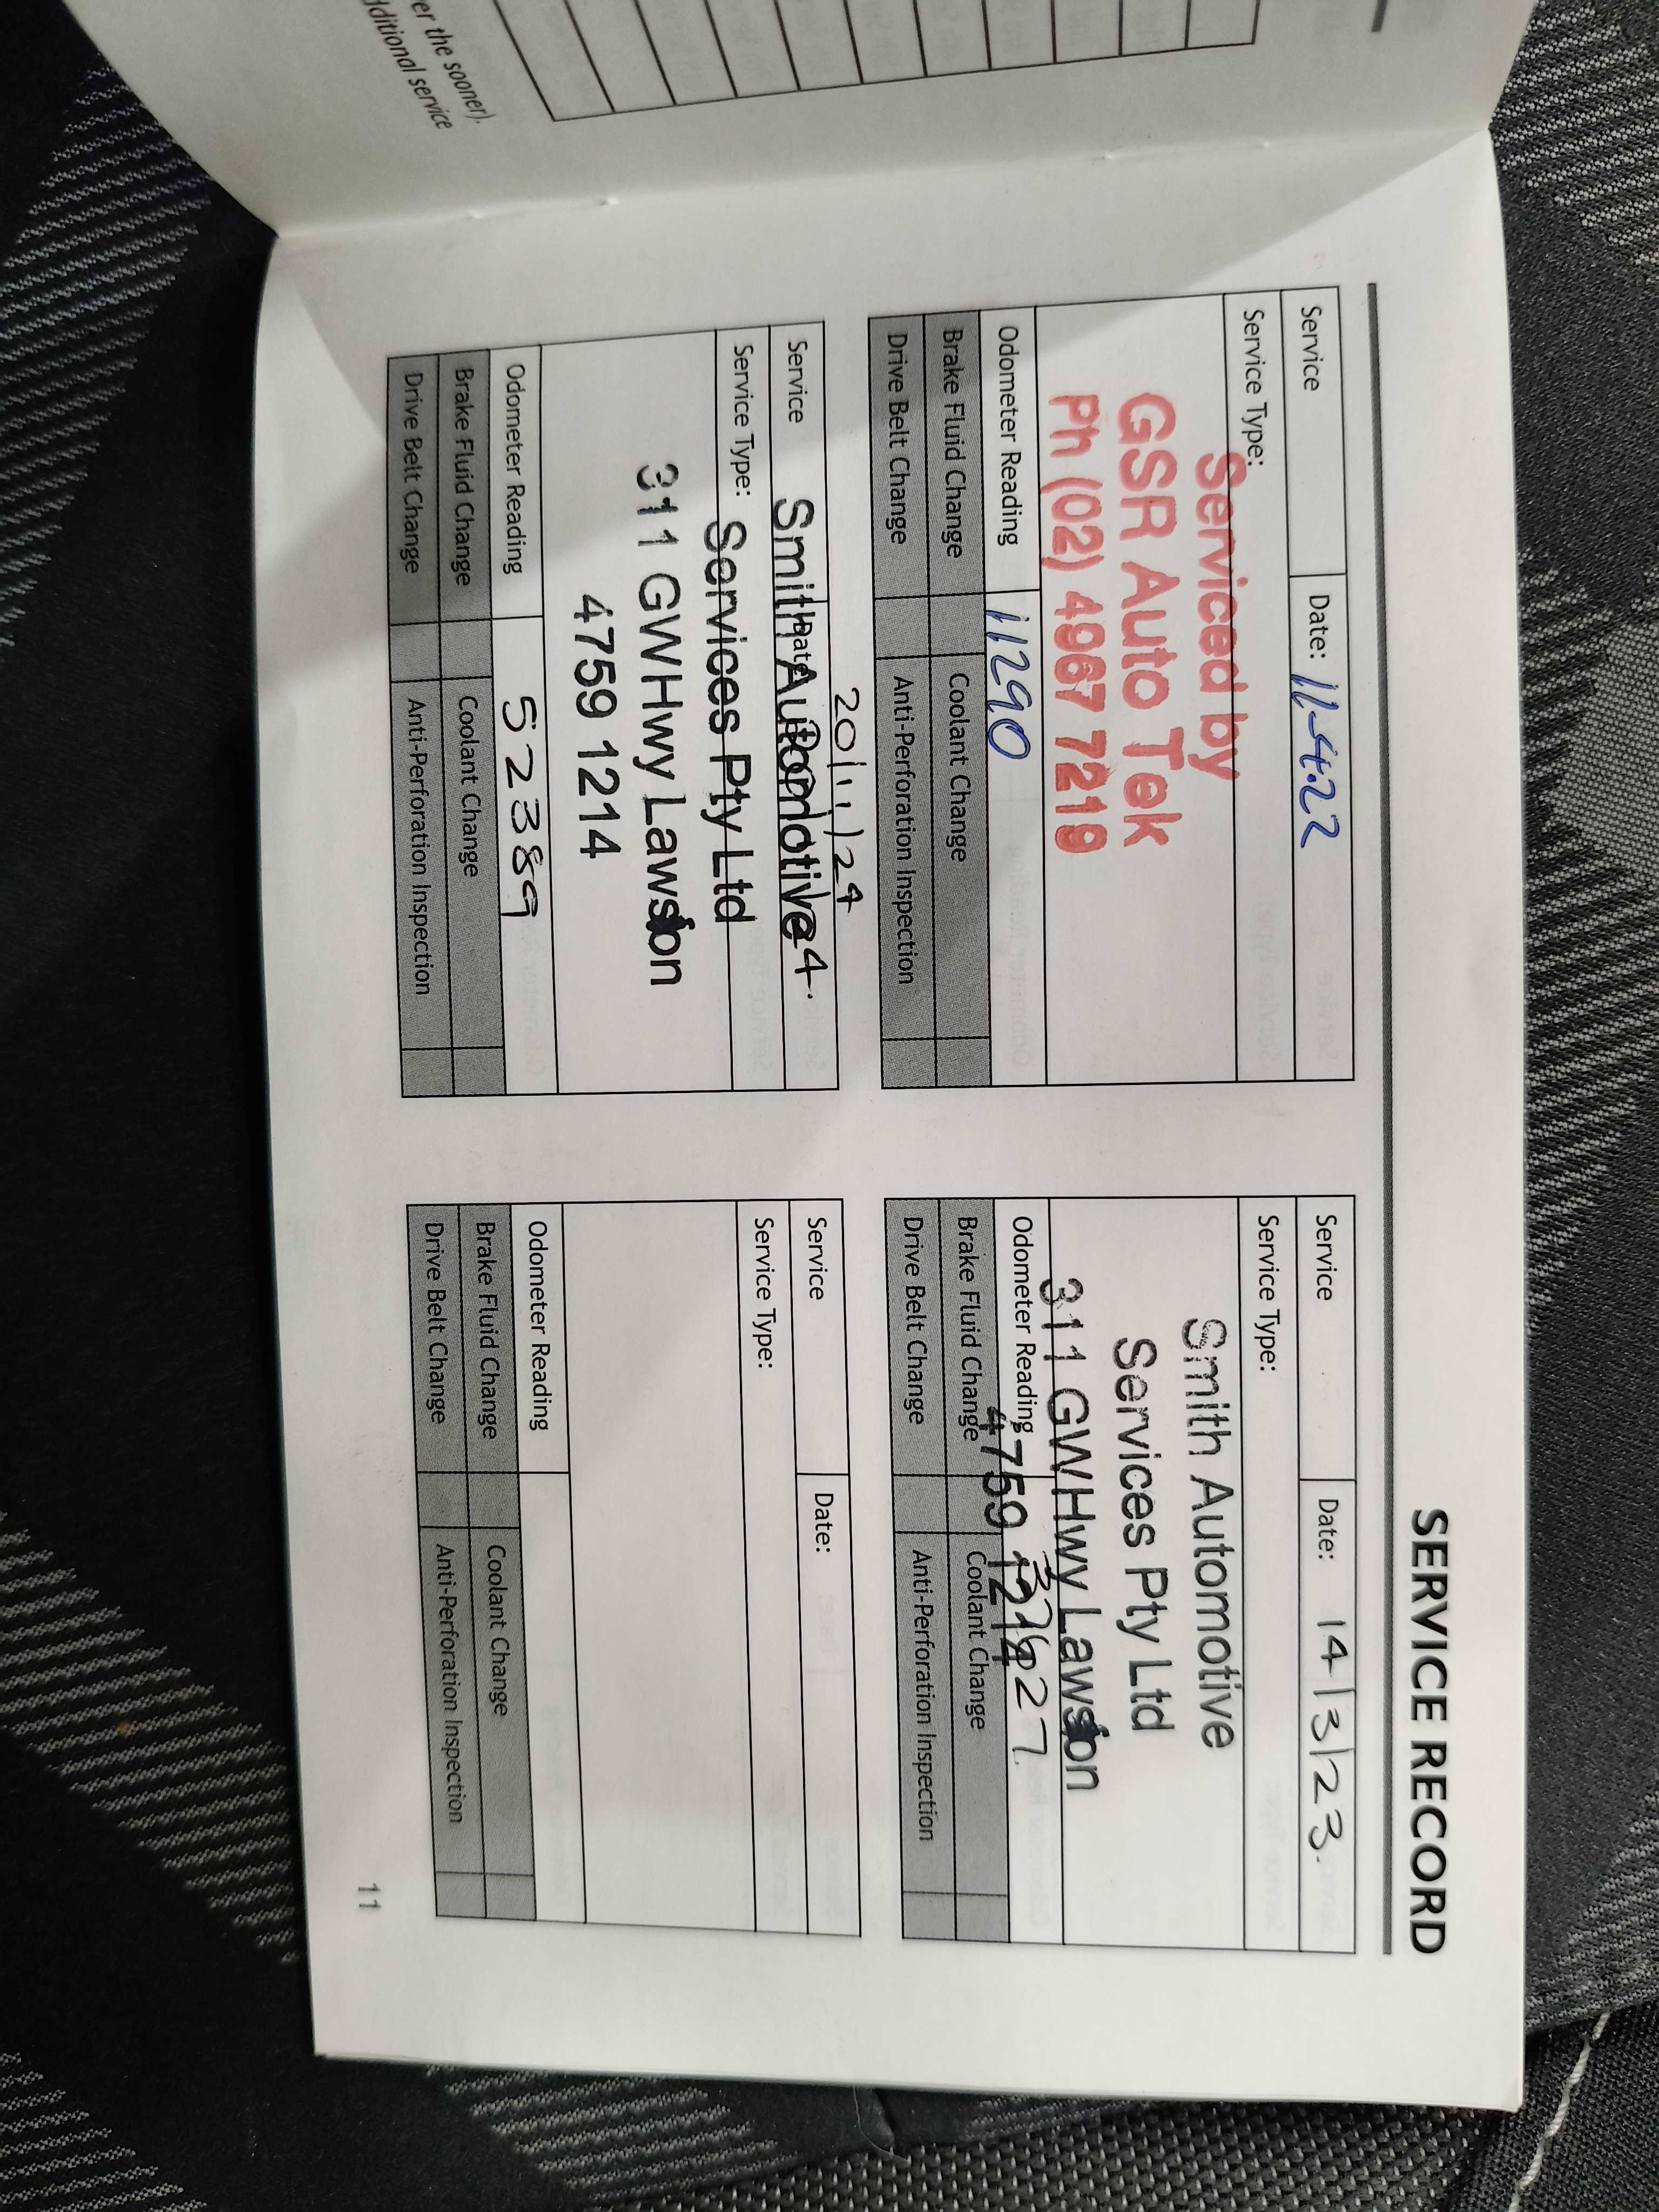 er the sooner).
dditional service
SERVICE RECORD
Service Date: 11-4-22
Service Type:
Serviced by
GSR Auto Tek
Ph (02) 4967 7219
Odometer Reading 11290
Brake Fluid Change Coolant Change
Drive Belt Change Anti-Perforation Inspection
Service Date: 14/3/23.
Service Type:
Smith Automotive
Services Pty Ltd
311 GWHwy Lawson
Odometer Reading
4759 1214
Brake Fluid Change Coolant Change
Drive Belt Change Anti-Perforation Inspection
20/11/24
Service Date
Smith Automotive
Service Type: Services Pty Ltd
311 GWHwy Lawson
4759 1214
Odometer Reading 52389
Brake Fluid Change Coolant Change
Drive Belt Change Anti-Perforation Inspection
Service Date:
Service Type:
Odometer Reading
Brake Fluid Change Coolant Change
Drive Belt Change Anti-Perforation Inspection
11